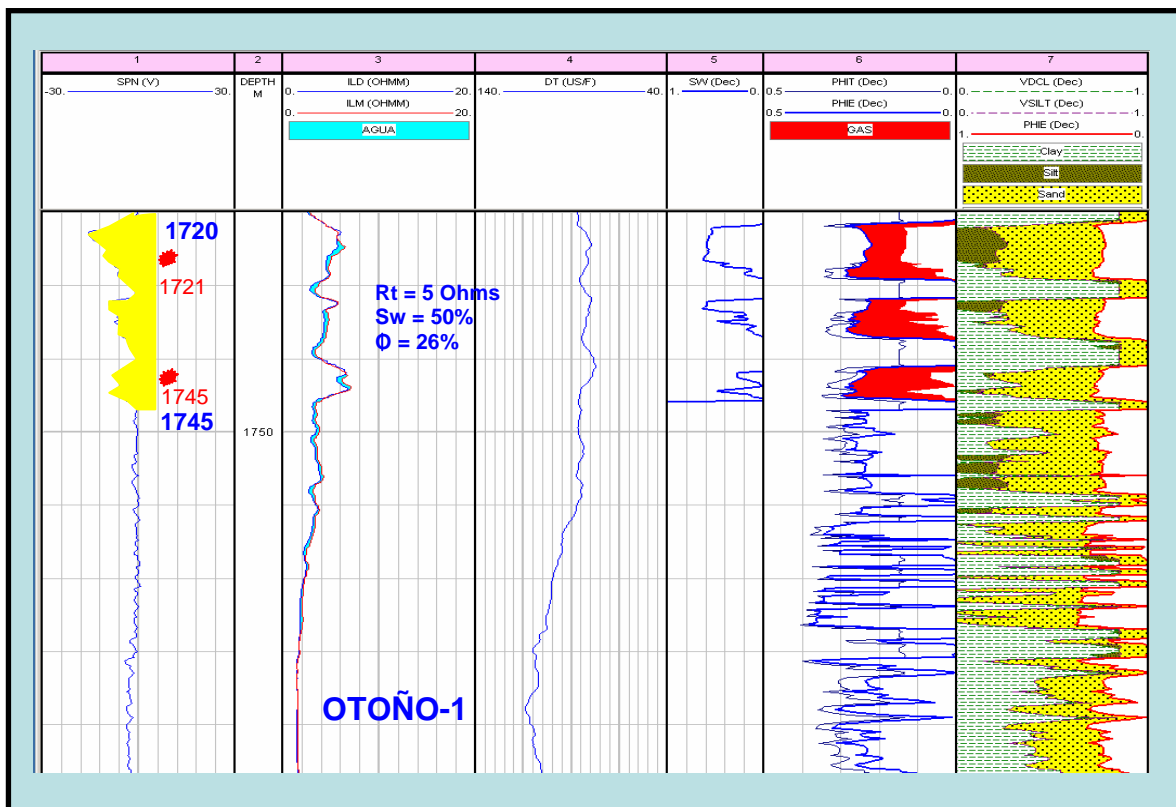 1 2 3 4 5 6 7
SPN (V)
-30. 30.
DEPTH
M
ILD (OHMM)
0. 20.
ILM (OHMM)
0. 20.
AGUA
DT (US/F)
140. 40.
SW (Dec)
1. 0.
PHIT (Dec)
0.5 0.
PHIE (Dec)
0.5 0.
GAS
VDCL (Dec)
0. 1.
VSILT (Dec)
0. 1.
PHIE (Dec)
1. 0.
Clay
Silt
Sand
1720
1721
Rt = 5 Ohms
Sw = 50%
Φ = 26%
1745
1745
1750
OTOÑO-1